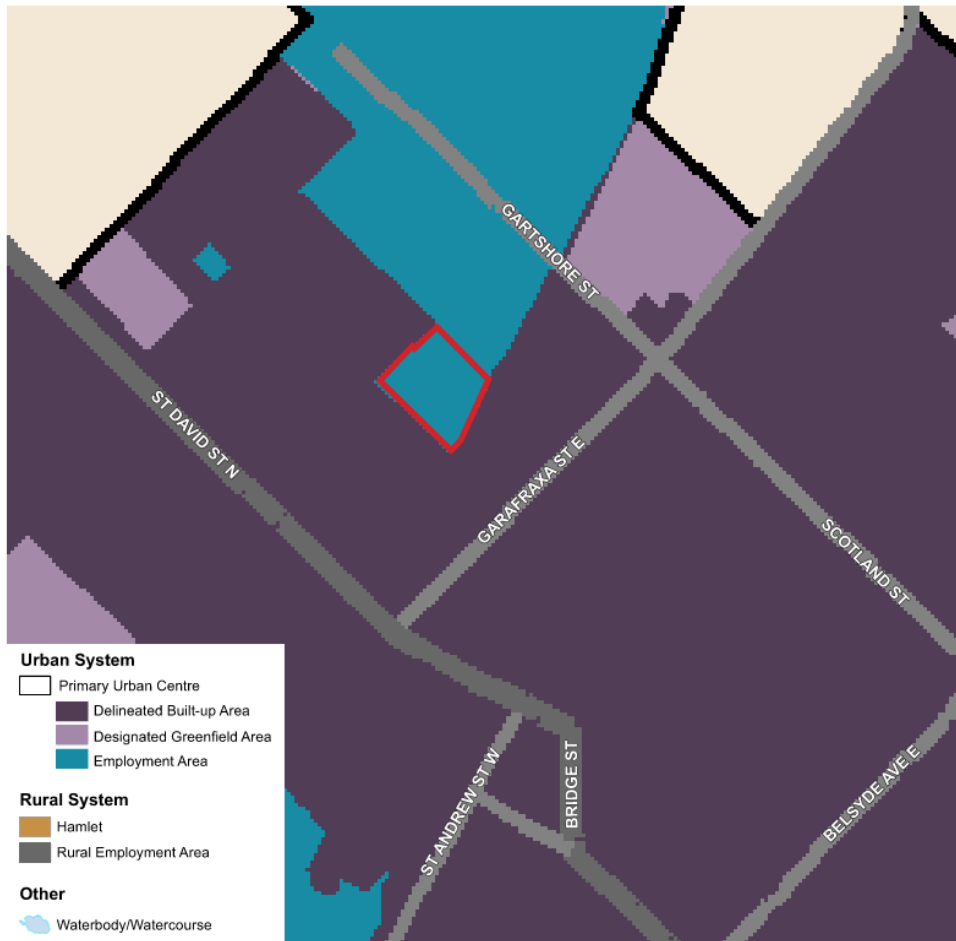 GARTSHORE ST
ST DAVID ST N
GARAFRAXA ST E
SCOTLAND ST
ST ANDREW ST W
BRIDGE ST
BELSYDE AVE E
Urban System
Primary Urban Centre
Delineated Built-up Area
Designated Greenfield Area
Employment Area
Rural System
Hamlet
Rural Employment Area
Other
Waterbody/Watercourse